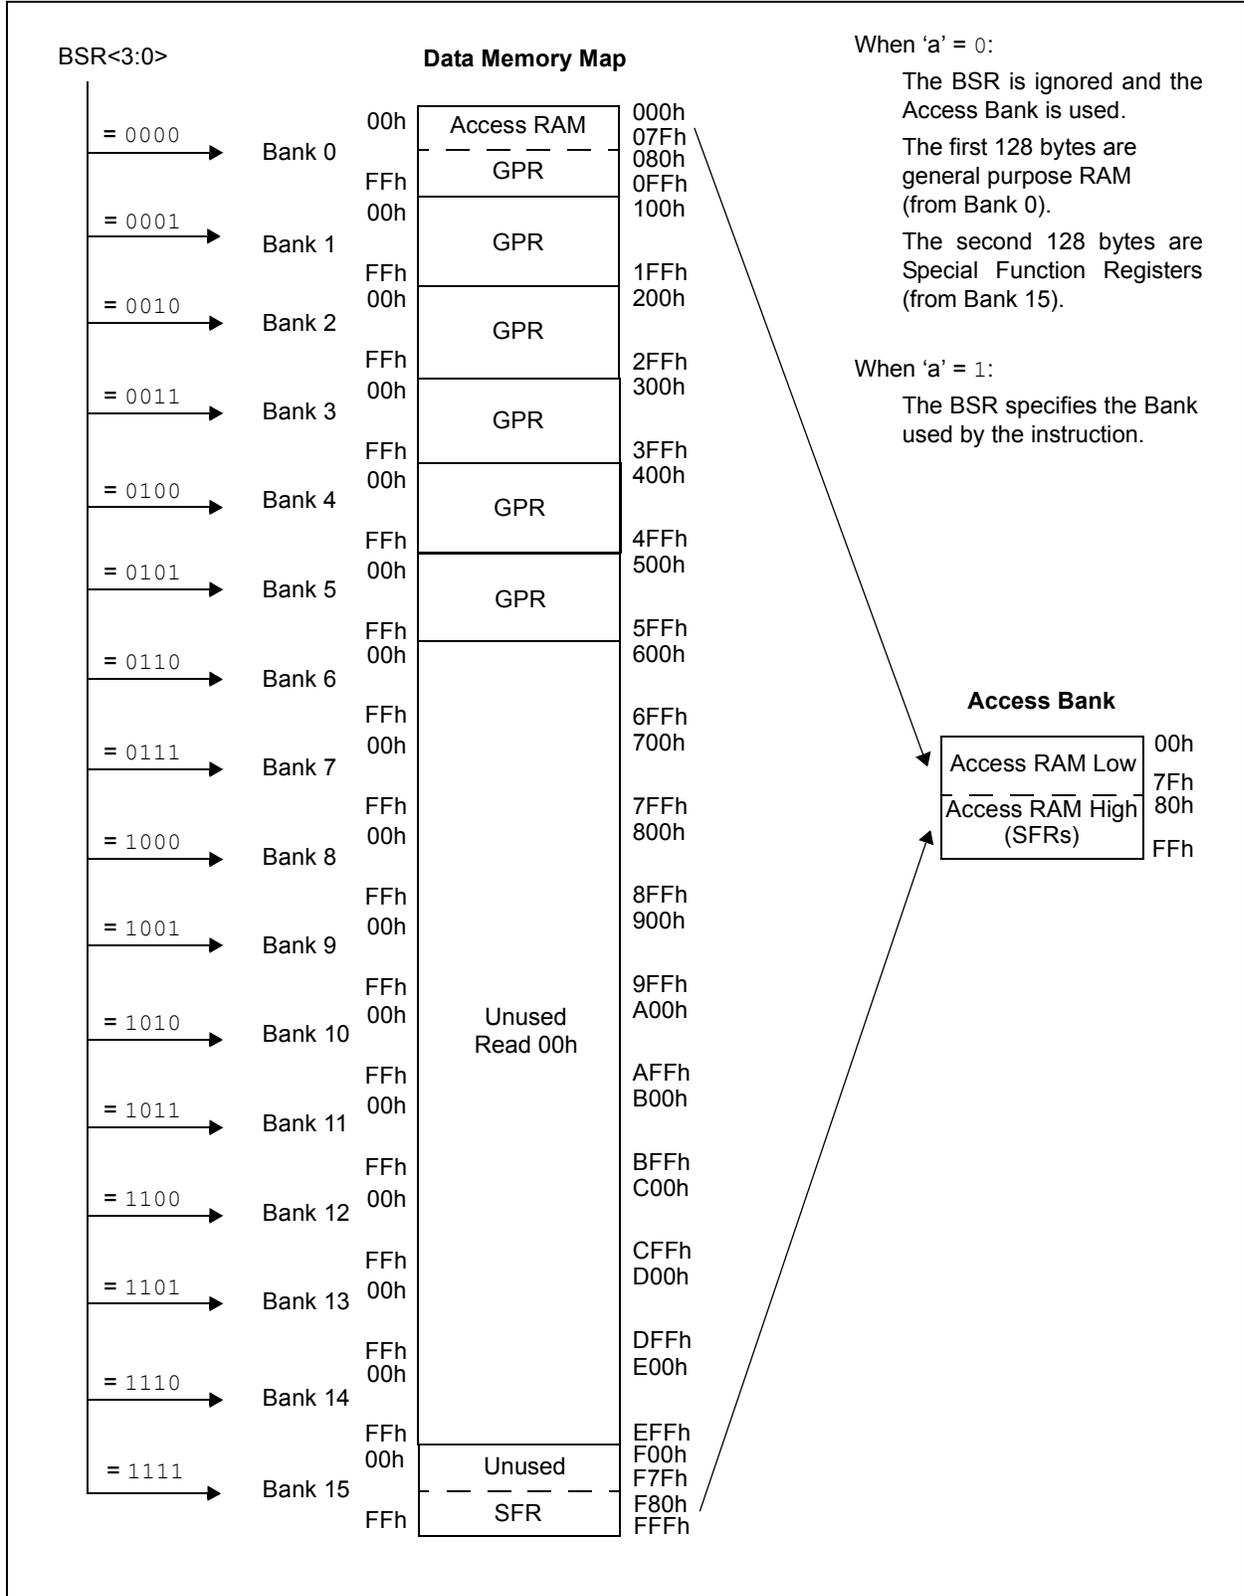 BSR<3:0>
Data Memory Map
When ‘a’ = 0:
The BSR is ignored and the
Access Bank is used.
The first 128 bytes are
general purpose RAM
(from Bank 0).
The second 128 bytes are
Special Function Registers
(from Bank 15).
When ‘a’ = 1:
The BSR specifies the Bank
used by the instruction.
= 0000
Bank 0
00h
FFh
Access RAM
GPR
000h
07Fh
080h
0FFh
= 0001
Bank 1
00h
FFh
GPR
100h
1FFh
= 0010
Bank 2
00h
FFh
GPR
200h
2FFh
= 0011
Bank 3
00h
FFh
GPR
300h
3FFh
= 0100
Bank 4
00h
FFh
GPR
400h
4FFh
= 0101
Bank 5
00h
FFh
GPR
500h
5FFh
= 0110
Bank 6
00h
FFh
600h
6FFh
= 0111
Bank 7
00h
FFh
700h
7FFh
= 1000
Bank 8
00h
FFh
800h
8FFh
= 1001
Bank 9
00h
FFh
900h
9FFh
= 1010
Bank 10
00h
FFh
Unused
Read 00h
A00h
AFFh
= 1011
Bank 11
00h
FFh
B00h
BFFh
= 1100
Bank 12
00h
FFh
C00h
CFFh
= 1101
Bank 13
00h
FFh
D00h
DFFh
= 1110
Bank 14
00h
FFh
E00h
EFFh
= 1111
Bank 15
00h
FFh
Unused
SFR
F00h
F7Fh
F80h
FFFh
Access Bank
Access RAM Low
Access RAM High
(SFRs)
00h
7Fh
80h
FFh